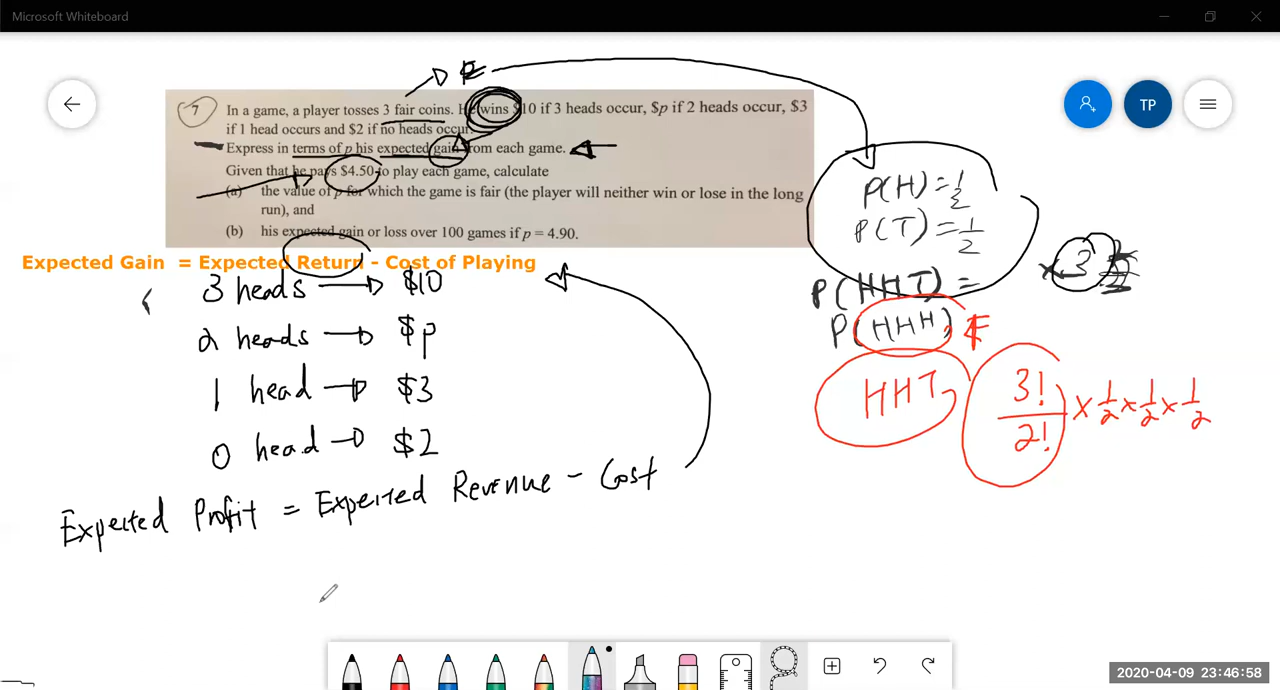 Microsoft Whiteboard
7 In a game, a player tosses 3 fair coins. He wins $10 if 3 heads occur, $p if 2 heads occur, $3
if 1 head occurs and $2 if no heads occur.
Express in terms of p his expected gain from each game.
Given that he pays $4.50 to play each game, calculate
(a) the value of p for which the game is fair (the player will neither win or lose in the long
run), and
(b) his expected gain or loss over 100 games if p = 4.90.
Expected Gain = Expected Return - Cost of Playing
3 heads → $10
2 heads → $p
1 head → $3
0 head → $2
Expected Profit = Expected Revenue - Cost
P(H) = 1/2
P(T) = 1/2
P(HHT) = × 3
P(HHH)
HHT 3!/2! × 1/2 × 1/2 × 1/2
TP
2020-04-09 23:46:58